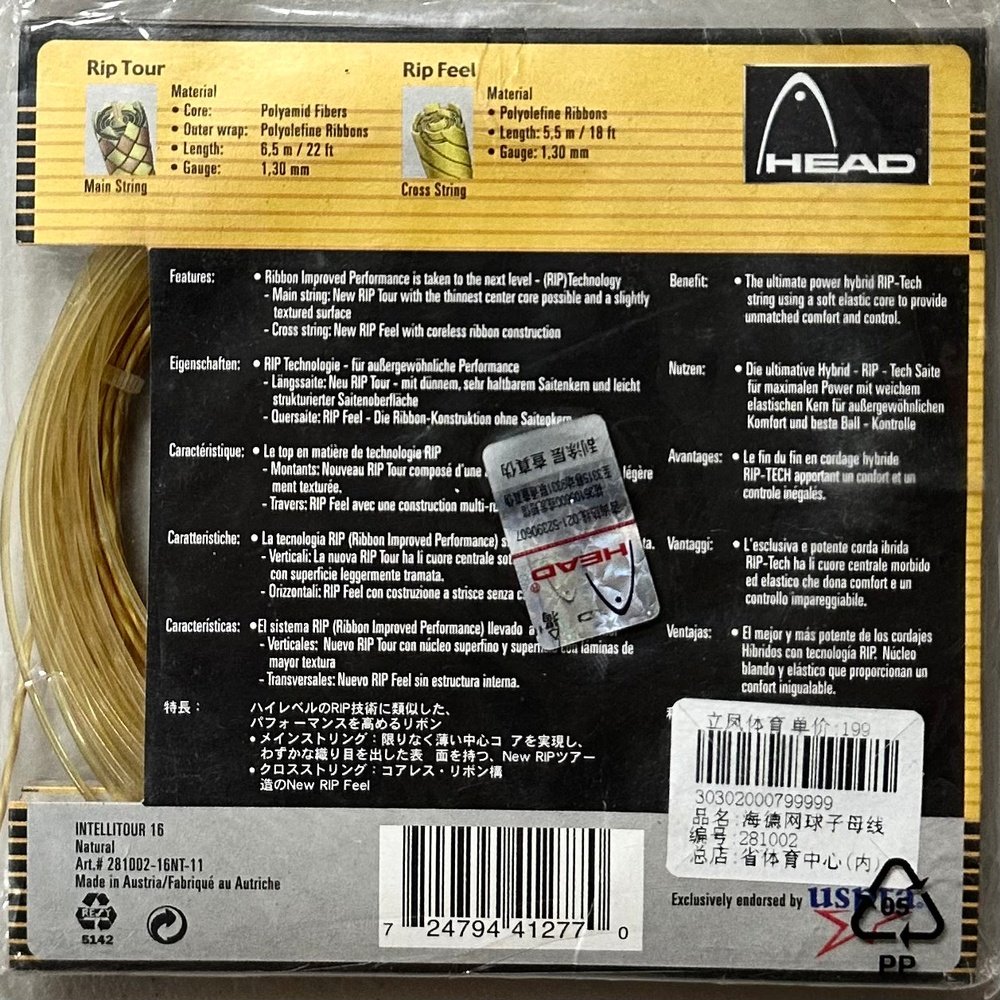 Rip Tour
Material
• Core: Polyamid Fibers
• Outer wrap: Polyolefine Ribbons
• Length: 6,5 m / 22 ft
• Gauge: 1,30 mm
Main String
Rip Feel
Material
• Polyolefine Ribbons
• Length: 5,5 m / 18 ft
• Gauge: 1,30 mm
Cross String
HEAD
Features: • Ribbon Improved Performance is taken to the next level - (RIP)Technology
- Main string: New RIP Tour with the thinnest center core possible and a slightly
textured surface
- Cross string: New RIP Feel with coreless ribbon construction
Benefit: • The ultimate power hybrid RIP-Tech
string using a soft elastic core to provide
unmatched comfort and control.
Eigenschaften: • RIP Technologie - für außergewöhnliche Performance
- Längssaite: Neu RIP Tour - mit dünnem, sehr haltbarem Saitenkern und leicht
strukturierter Saitenoberfläche
- Quersaite: RIP Feel - Die Ribbon-Konstruktion ohne Saitenkern
Nutzen: • Die ultimative Hybrid - RIP - Tech Saite
für maximalen Power mit weichem
elastischen Kern für außergewöhnlichen
Komfort und beste Ball - Kontrolle
Caractéristique: • Le top en matière de technologie RIP
- Montants: Nouveau RIP Tour composé d'une légère
ment texturée.
- Travers: RIP Feel avec une construction
Avantages: • Le fin du fin en cordage hybride
RIP-TECH apportant un confort et un
controle inégalés.
Caratteristiche: • La tecnologia RIP (Ribbon Improved Performance)
- Verticali: La nuova RIP Tour ha li cuore centrale
con superficie leggermente tramata.
- Orizzontali: RIP Feel con costruzione a strisce senza
Vantaggi: • L'esclusiva e potente corda ibrida
RIP-Tech ha li cuore centrale morbido
ed elastico che dona comfort e un
controllo impareggiabile.
Características: • El sistema RIP (Ribbon Improved Performance) llevado
- Verticales: Nuevo RIP Tour con núcleo superfino y con laminas de
mayor textura
- Transversales: Nuevo RIP Feel sin estructura interna.
Ventajas: • El mejor y más potente de los cordajes
Híbridos con tecnología RIP. Núcleo
blando y elástico que proporcionan un
confort inigualable.
特長： ハイレベルのRIP技術に類似した、
パフォーマンスを高めるリボン
• メインストリング：限りなく薄い中心コ アを実現し、
わずかな織り目を出した表 面を持つ、New RIPツアー
• クロスストリング：コアレス・リボン構
造のNew RIP Feel
刮涂层 查真伪
021-52390607
HEAD
立风体育单价:199
30302000799999
品名:海德网球子母线
编号:281002
总店:省体育中心(内)
INTELLITOUR 16
Natural
Art.# 281002-16NT-11
Made in Austria/Fabriqué au Autriche
RESY
5142
7 24794 41277 0
Exclusively endorsed by
05
PP